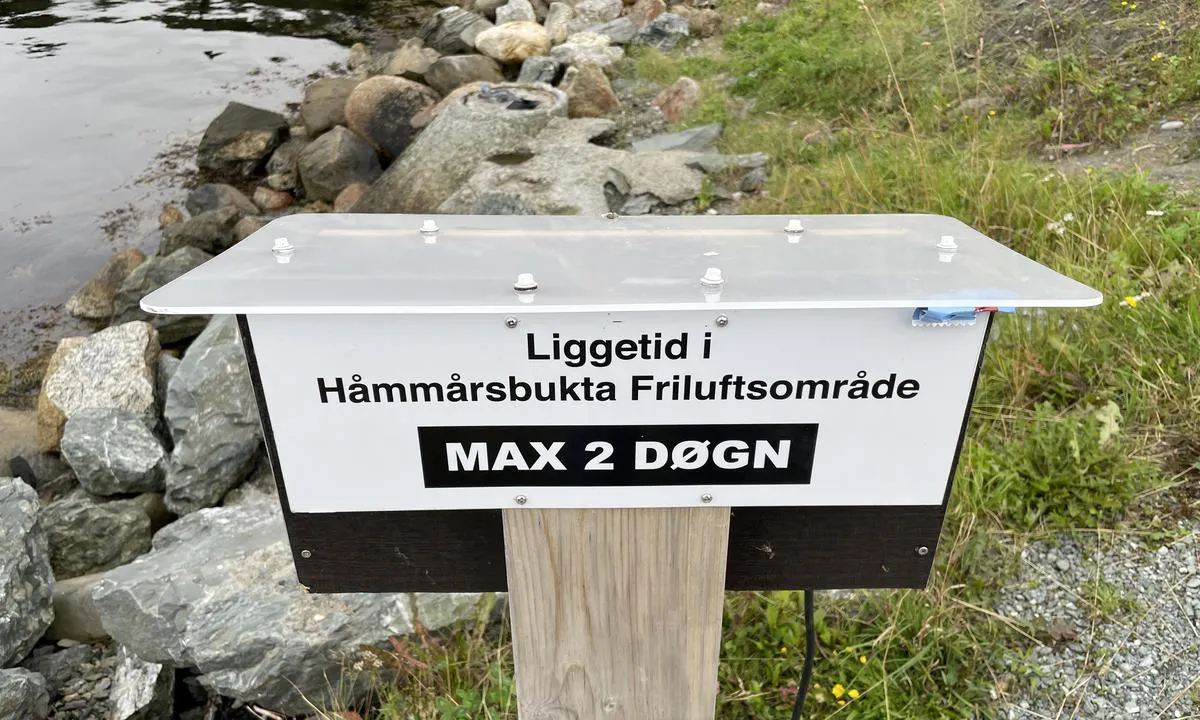 Liggetid i
Håmmårsbukta Friluftsområde
MAX 2 DØGN